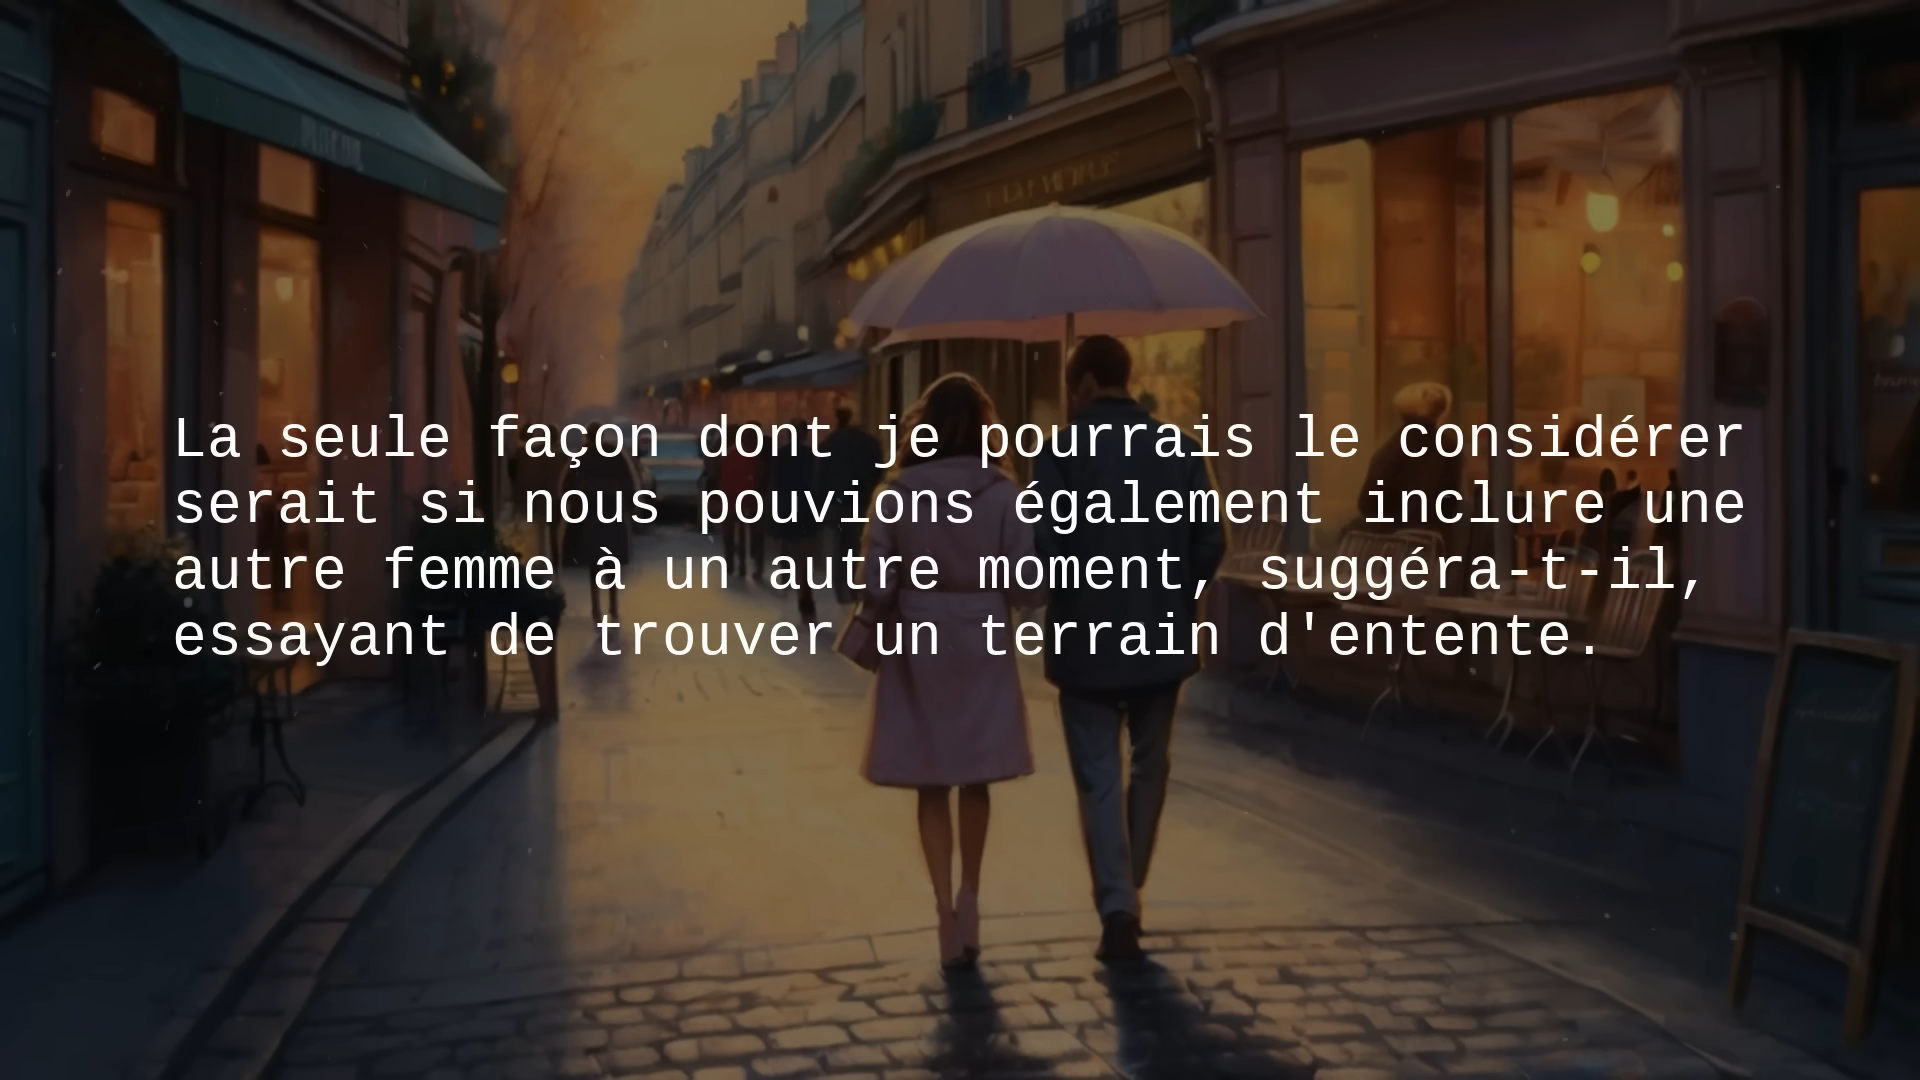 La seule façon dont je pourrais le considérer
serait si nous pouvions également inclure une
autre femme à un autre moment, suggéra-t-il,
essayant de trouver un terrain d'entente.